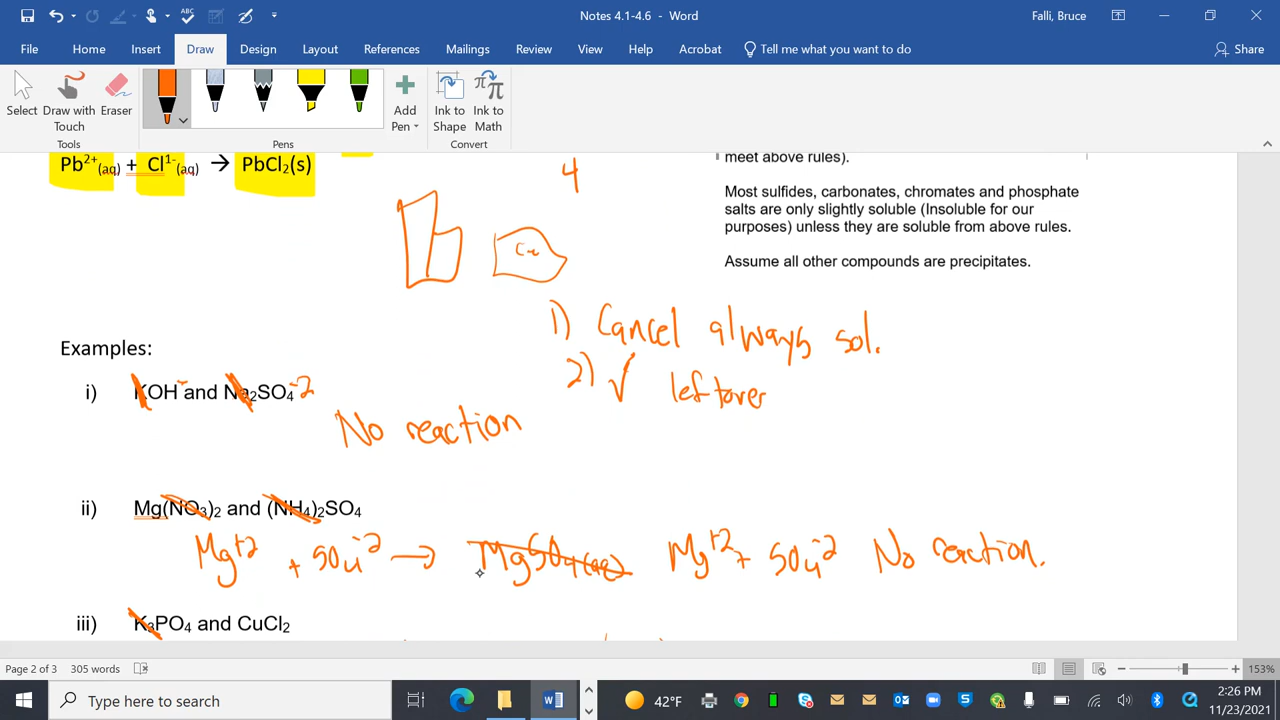 Notes 4.1-4.6 - Word
Falli, Bruce
File Home Insert Draw Design Layout References Mailings Review View Help Acrobat Tell me what you want to do Share
Select Draw with Touch Eraser Add Pen Ink to Shape Ink to Math
Tools Pens Convert
meet above rules).
Pb²⁺(aq) + Cl¹⁻(aq) → PbCl₂(s)
4
Most sulfides, carbonates, chromates and phosphate
salts are only slightly soluble (Insoluble for our
purposes) unless they are soluble from above rules.
Assume all other compounds are precipitates.
1) Cancel always sol.
Examples:
2) √ leftover
i) KOH⁻ and Na₂SO₄⁻²
No reaction
ii) Mg(NO₃)₂ and (NH₄)₂SO₄
Mg⁺² + SO₄⁻² → MgSO₄(aq) Mg⁺² + SO₄⁻² No reaction.
iii) K₃PO₄ and CuCl₂
Page 2 of 3 305 words 153%
Type here to search
42°F
2:26 PM
11/23/2021